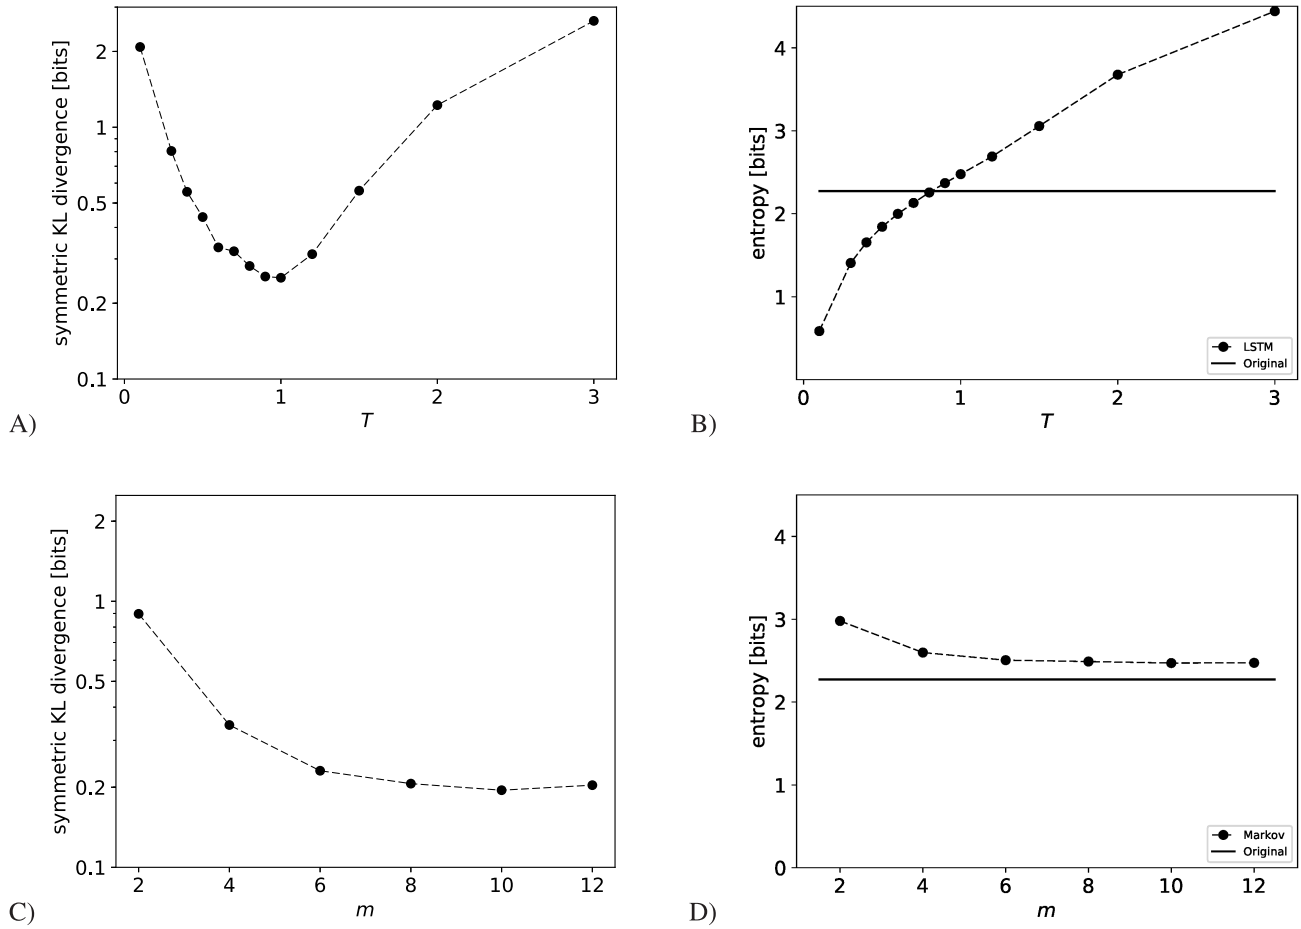 symmetric KL divergence [bits]
2
1
0.5
0.2
0.1
0 1 2 3
T
A)
entropy [bits]
4
3
2
1
0 1 2 3
T
LSTM
Original
B)
symmetric KL divergence [bits]
2
1
0.5
0.2
0.1
2 4 6 8 10 12
m
C)
entropy [bits]
4
3
2
1
0
2 4 6 8 10 12
m
Markov
Original
D)